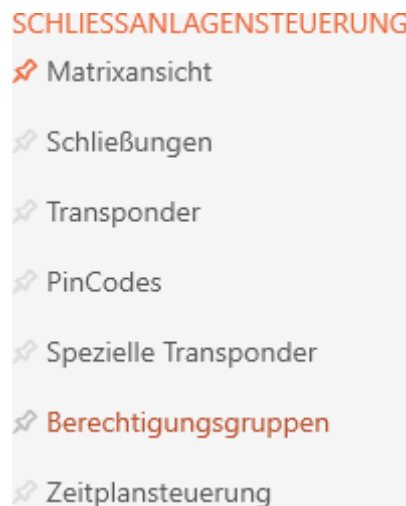 SCHLIESSANLAGENSTEUERUNG
Matrixansicht
Schließungen
Transponder
PinCodes
Spezielle Transponder
Berechtigungsgruppen
Zeitplansteuerung